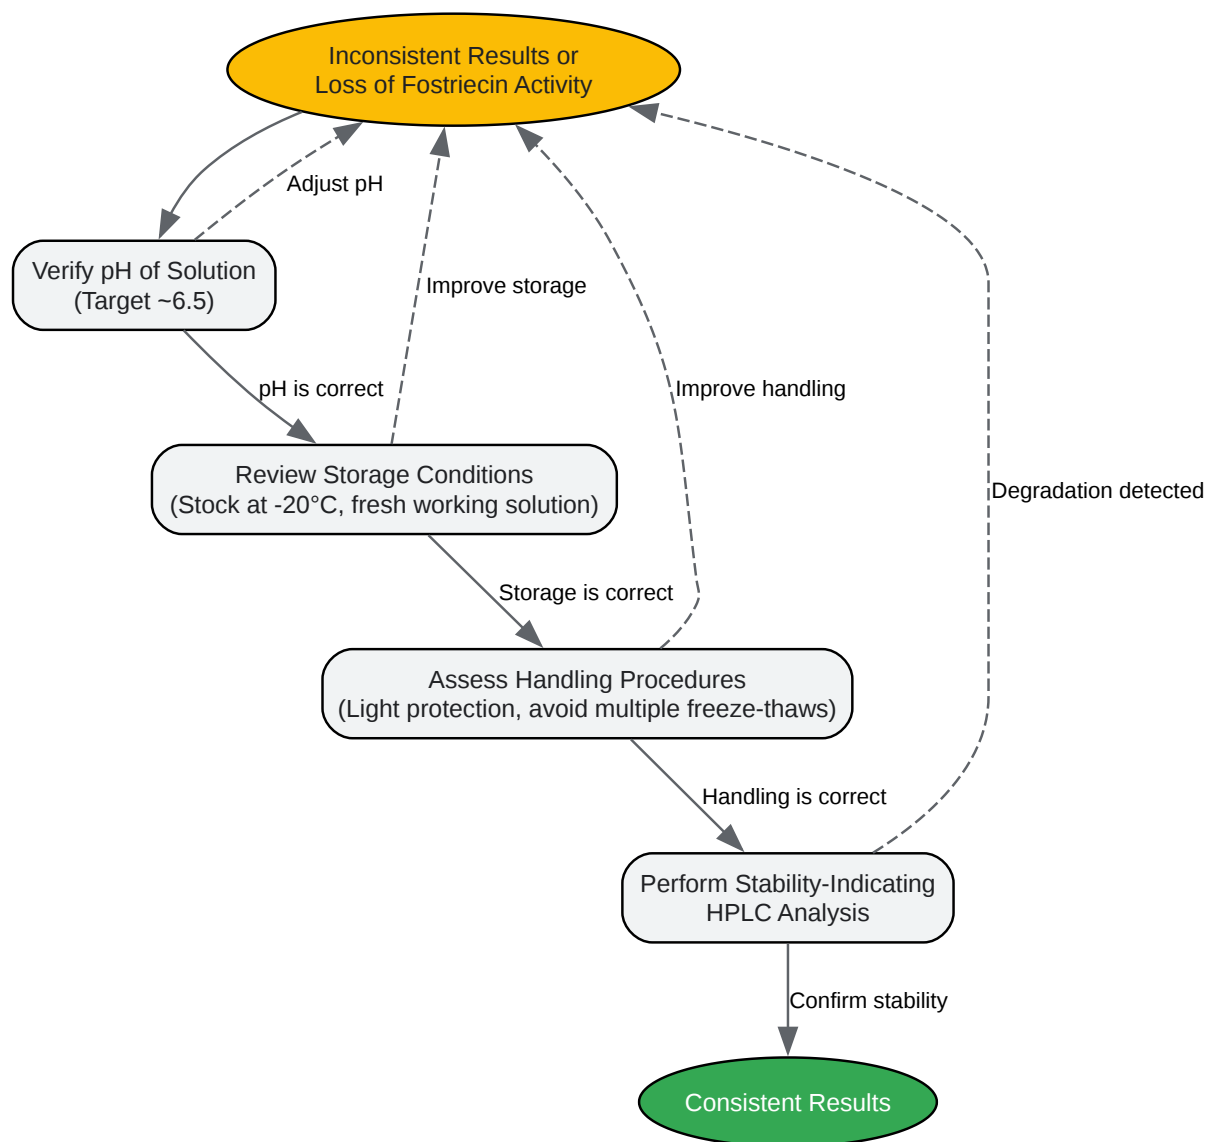 Inconsistent Results or
Loss of Fostriecin Activity
Adjust pH
Verify pH of Solution
(Target ~6.5)
Improve storage
pH is correct
Improve handling
Review Storage Conditions
(Stock at -20°C, fresh working solution)
Degradation detected
Storage is correct
Assess Handling Procedures
(Light protection, avoid multiple freeze-thaws)
Handling is correct
Perform Stability-Indicating
HPLC Analysis
Confirm stability
Consistent Results